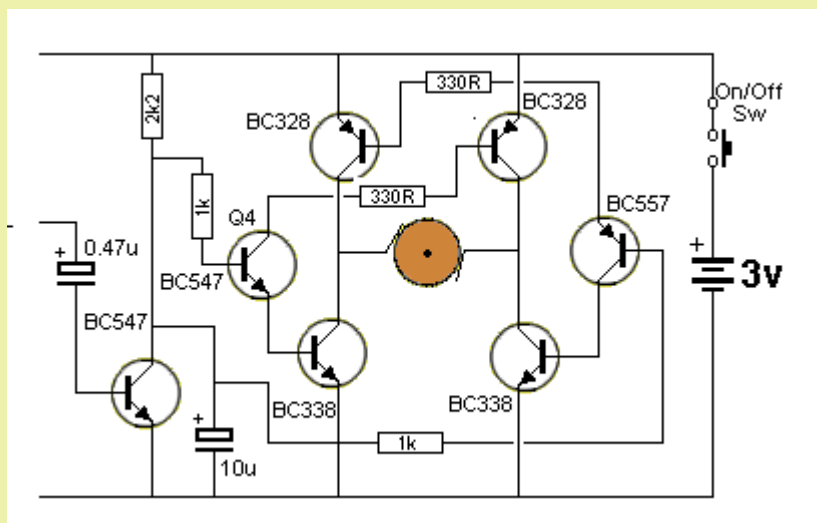 330R
On/Off
Sw
BC328
BC328
2k2
330R
BC557
1k
Q4
0.47u
+
+
3v
BC547
BC547
BC338
BC338
+
10u
1k